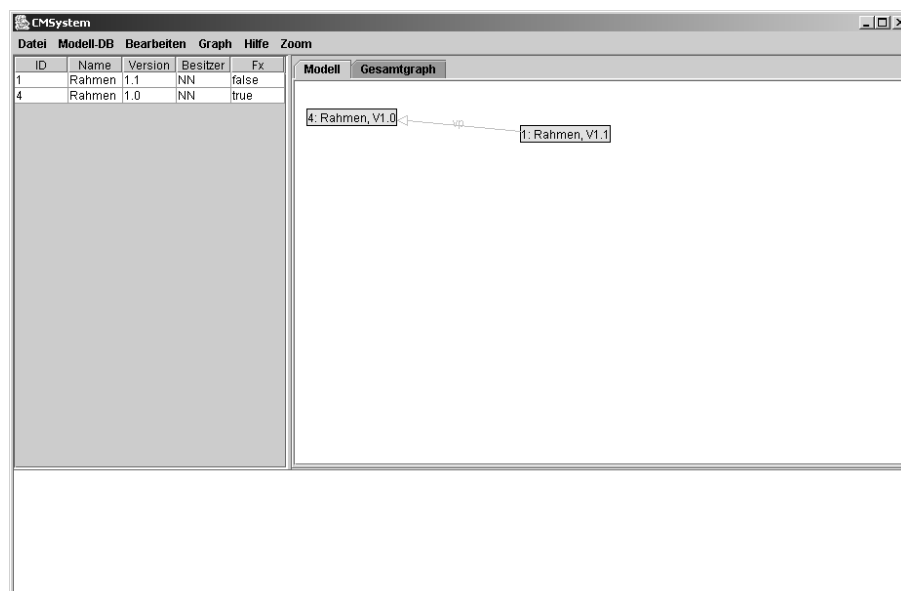 CMSystem
Datei Modell-DB Bearbeiten Graph Hilfe Zoom
ID Name Version Besitzer Fx
1 Rahmen 1.1 NN false
4 Rahmen 1.0 NN true
Modell Gesamtgraph
4: Rahmen, V1.0
vp
1: Rahmen, V1.1